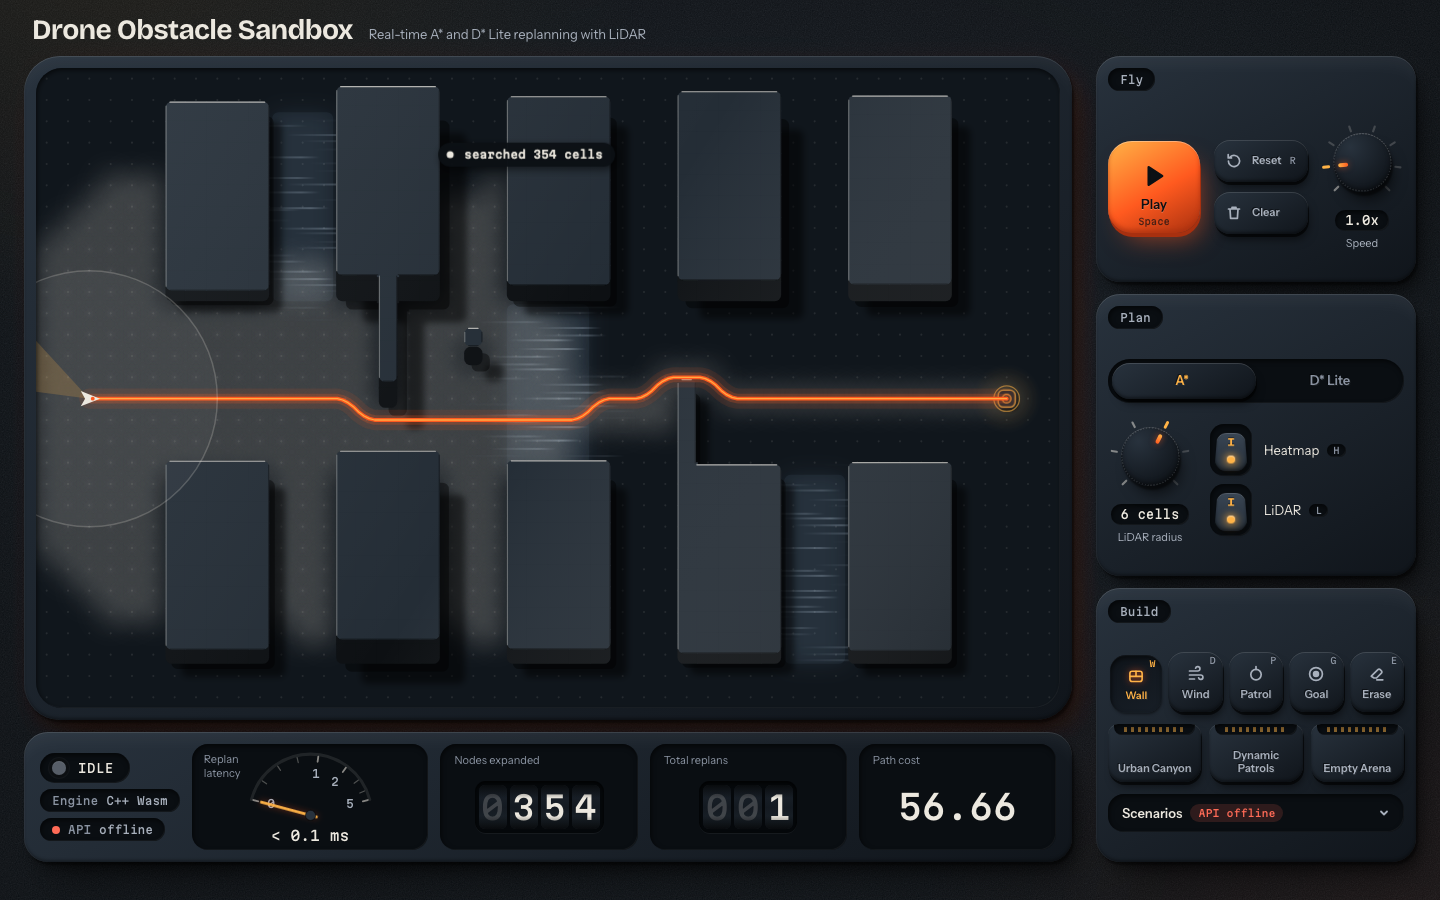 Drone Obstacle Sandbox
Real-time A* and D* Lite replanning with LiDAR
searched 354 cells
Fly
Play
Space
Reset R
Clear
1.0x
Speed
Plan
A*
D* Lite
6 cells
LiDAR radius
I
Heatmap H
I
LiDAR L
Build
W
Wall
D
Wind
P
Patrol
G
Goal
E
Erase
Urban Canyon
Dynamic
Patrols
Empty Arena
Scenarios API offline
IDLE
Engine C++ Wasm
API offline
Replan
latency
0 1 2 5
< 0.1 ms
Nodes expanded
0354
Total replans
001
Path cost
56.66